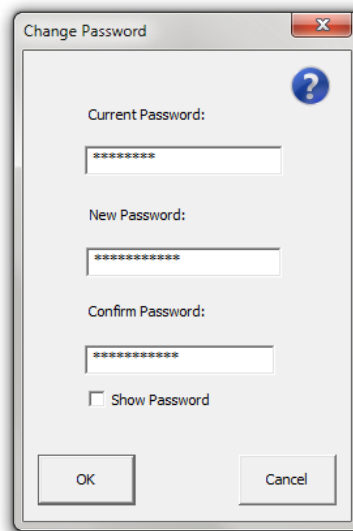 Change Password
x
?
Current Password:
********
New Password:
***********
Confirm Password:
***********
Show Password
OK
Cancel